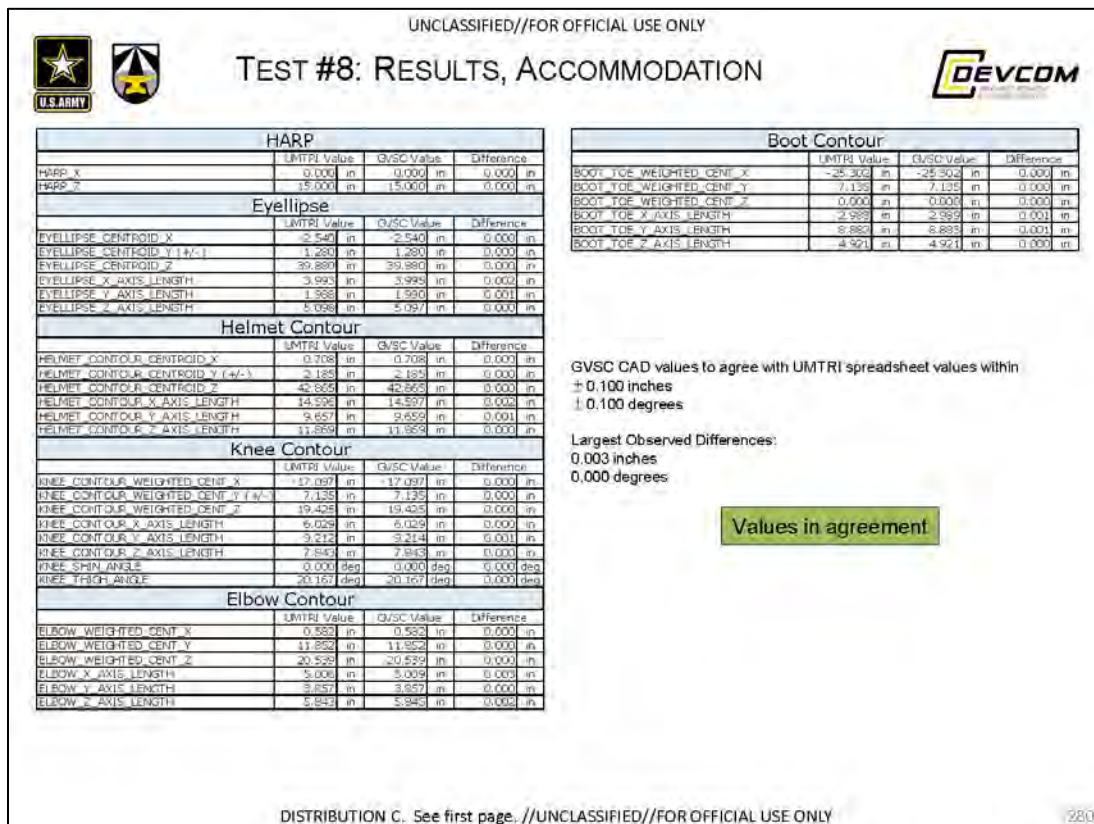 UNCLASSIFIED//FOR OFFICIAL USE ONLY
U.S.ARMY
TEST #8: RESULTS, ACCOMMODATION
DEVCOM
HARP
UMTRI Value GVSC Value Difference
HARP_X 0.000 in 0.000 in 0.000 in
HARP_Z 15.000 in 15.000 in 0.000 in
Eyellipse
UMTRI Value GVSC Value Difference
EYELLIPSE_CENTROID_X -2.540 in -2.540 in 0.000 in
EYELLIPSE_CENTROID_Y (+/-) 1.280 in 1.280 in 0.000 in
EYELLIPSE_CENTROID_Z 39.880 in 39.880 in 0.000 in
EYELLIPSE_X_AXIS_LENGTH 3.993 in 3.995 in 0.002 in
EYELLIPSE_Y_AXIS_LENGTH 1.988 in 1.990 in 0.001 in
EYELLIPSE_Z_AXIS_LENGTH 5.098 in 5.097 in 0.000 in
Helmet Contour
UMTRI Value GVSC Value Difference
HELMET_CONTOUR_CENTROID_X 0.708 in 0.708 in 0.000 in
HELMET_CONTOUR_CENTROID_Y (+/-) 2.185 in 2.185 in 0.000 in
HELMET_CONTOUR_CENTROID_Z 42.865 in 42.865 in 0.000 in
HELMET_CONTOUR_X_AXIS_LENGTH 14.596 in 14.597 in 0.002 in
HELMET_CONTOUR_Y_AXIS_LENGTH 9.657 in 9.659 in 0.001 in
HELMET_CONTOUR_Z_AXIS_LENGTH 11.869 in 11.869 in 0.000 in
Knee Contour
UMTRI Value GVSC Value Difference
KNEE_CONTOUR_WEIGHTED_CENT_X -17.097 in -17.097 in 0.000 in
KNEE_CONTOUR_WEIGHTED_CENT_Y (+/-) 7.135 in 7.135 in 0.000 in
KNEE_CONTOUR_WEIGHTED_CENT_Z 19.425 in 19.425 in 0.000 in
KNEE_CONTOUR_X_AXIS_LENGTH 6.029 in 6.029 in 0.000 in
KNEE_CONTOUR_Y_AXIS_LENGTH 9.212 in 9.214 in 0.001 in
KNEE_CONTOUR_Z_AXIS_LENGTH 7.843 in 7.843 in 0.000 in
KNEE_SHIN_ANGLE 0.000 deg 0.000 deg 0.000 deg
KNEE_THIGH_ANGLE 20.167 deg 20.167 deg 0.000 deg
Elbow Contour
UMTRI Value GVSC Value Difference
ELBOW_WEIGHTED_CENT_X 0.582 in 0.582 in 0.000 in
ELBOW_WEIGHTED_CENT_Y 11.852 in 11.852 in 0.000 in
ELBOW_WEIGHTED_CENT_Z 20.539 in 20.539 in 0.000 in
ELBOW_X_AXIS_LENGTH 5.006 in 5.009 in 0.003 in
ELBOW_Y_AXIS_LENGTH 3.857 in 3.857 in 0.000 in
ELBOW_Z_AXIS_LENGTH 5.843 in 5.845 in 0.002 in
Boot Contour
UMTRI Value GVSC Value Difference
BOOT_TOE_WEIGHTED_CENT_X -25.302 in -25.302 in 0.000 in
BOOT_TOE_WEIGHTED_CENT_Y 7.135 in 7.135 in 0.000 in
BOOT_TOE_WEIGHTED_CENT_Z 0.000 in 0.000 in 0.000 in
BOOT_TOE_X_AXIS_LENGTH 2.989 in 2.989 in 0.001 in
BOOT_TOE_Y_AXIS_LENGTH 8.882 in 8.883 in 0.001 in
BOOT_TOE_Z_AXIS_LENGTH 4.921 in 4.921 in 0.000 in
GVSC CAD values to agree with UMTRI spreadsheet values within
± 0.100 inches
± 0.100 degrees
Largest Observed Differences:
0.003 inches
0.000 degrees
Values in agreement
DISTRIBUTION C. See first page. //UNCLASSIFIED//FOR OFFICIAL USE ONLY
280